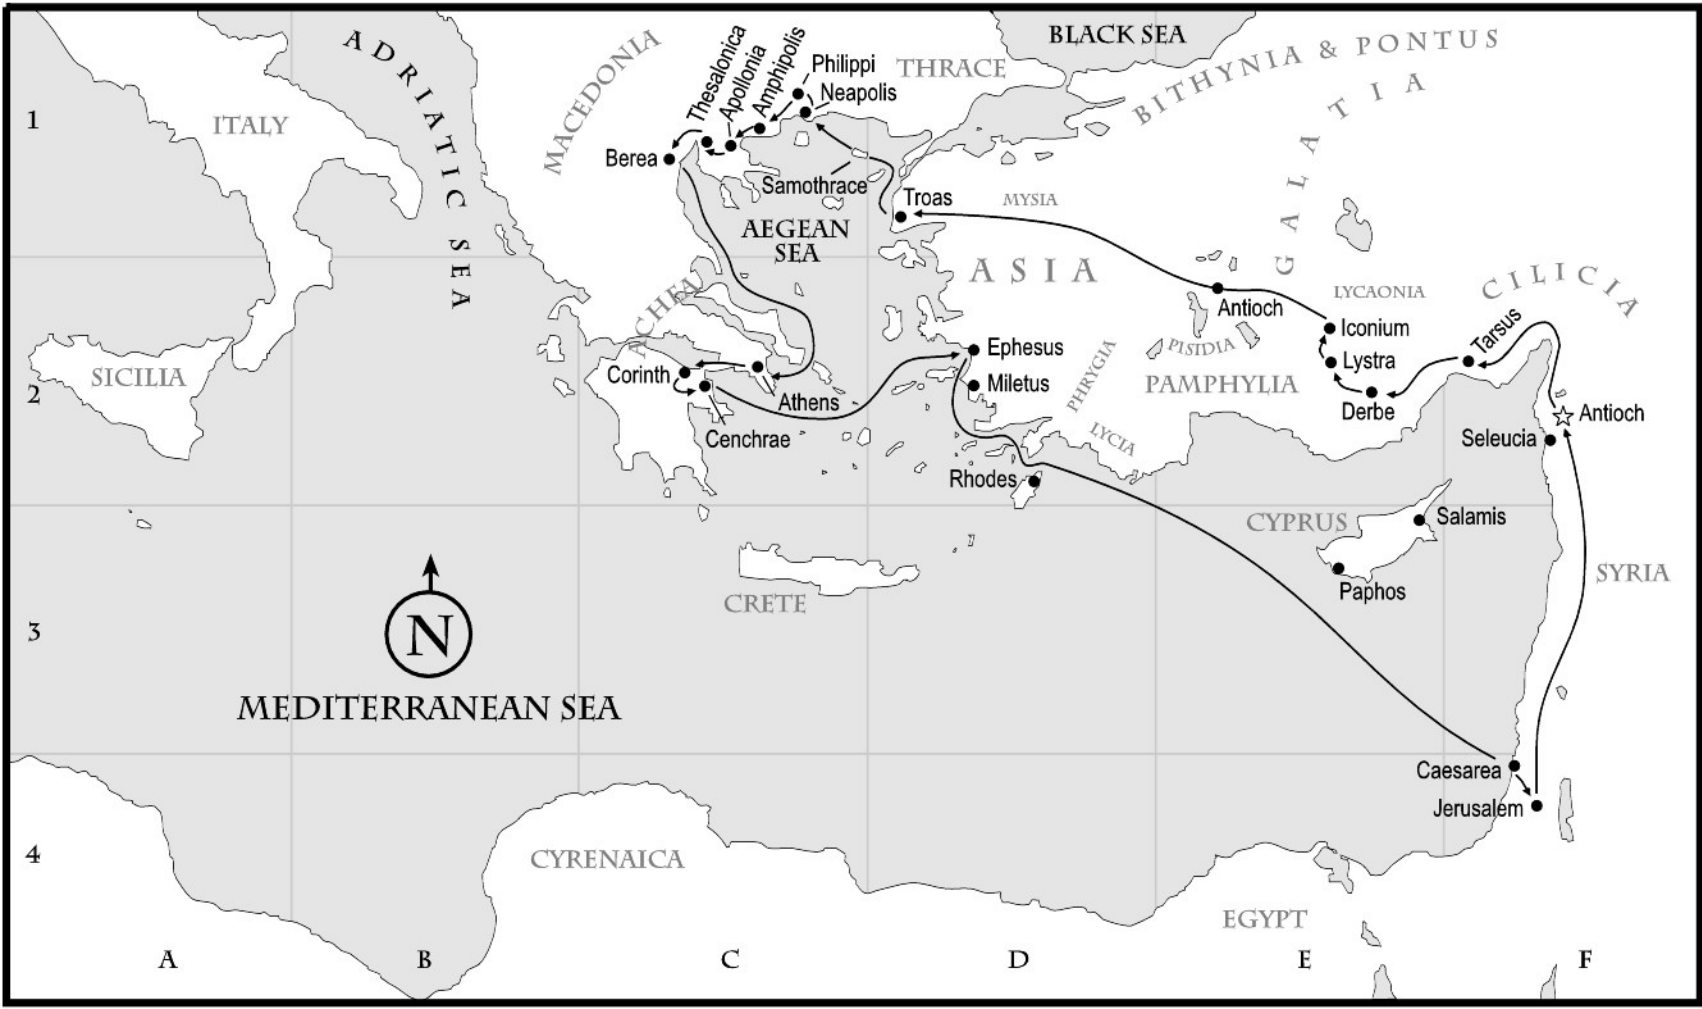 BLACK SEA
ADRIATIC SEA
MACEDONIA
Thesalonica
Apollonia
Amphipolis
Philippi
Neapolis
THRACE
BITHYNIA & PONTUS
GALATIA
1
ITALY
Berea
Samothrace
Troas
MYSIA
AEGEAN
SEA
ASIA
CILICIA
ACHEA
Antioch
LYCAONIA
Iconium
Tarsus
Ephesus
PISIDIA
Lystra
SICILIA
Corinth
Miletus
PHRYGIA
PAMPHYLIA
2
Athens
Derbe
Antioch
Cenchrae
LYCIA
Seleucia
Rhodes
CYPRUS
Salamis
SYRIA
Paphos
CRETE
3
N
MEDITERRANEAN SEA
Caesarea
Jerusalem
4
CYRENAICA
EGYPT
A
B
C
D
E
F